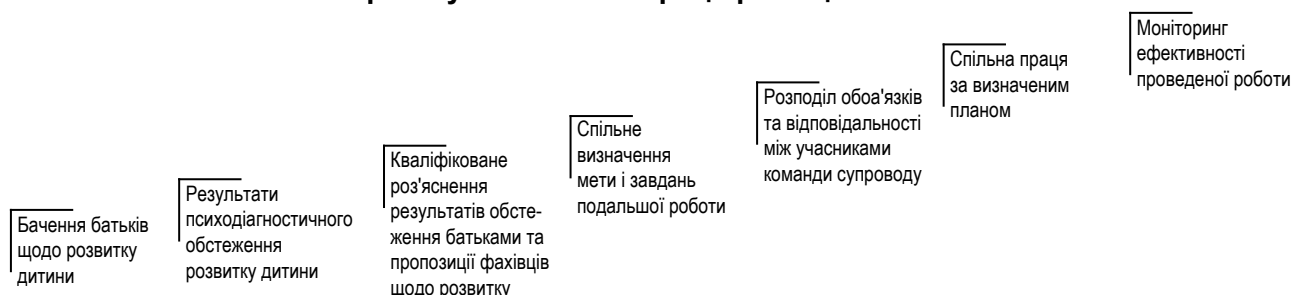 Бачення батьків
щодо розвитку
дитини
Результати
психодіагностичного
обстеження
розвитку дитини
Кваліфіковане
роз'яснення
результатів обсте-
ження батьками та
пропозиції фахівців
щодо розвитку
Спільне
визначення
мети і завдань
подальшої роботи
Розподіл обоа'язків
та відповідальності
між учасниками
команди супроводу
Спільна праця
за визначеним
планом
Моніторинг
ефективності
проведеної роботи